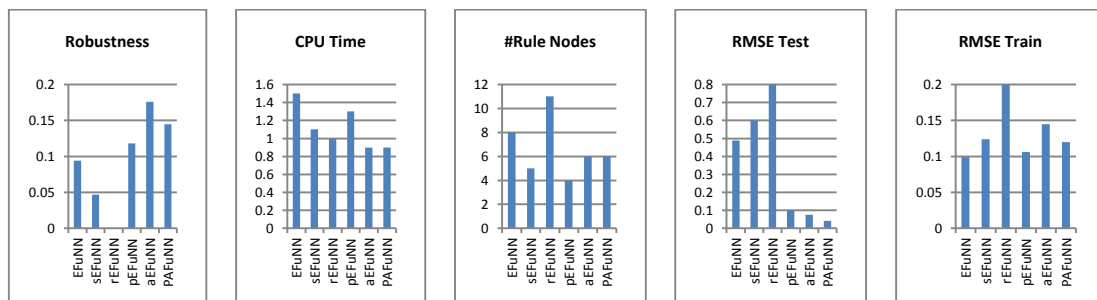 Robustness
0.2
0.15
0.1
0.05
0
EFuNN
sEFuNN
rEFuNN
pEFuNN
aEFuNN
PAFuNN
CPU Time
1.6
1.4
1.2
1
0.8
0.6
0.4
0.2
0
EFuNN
sEFuNN
rEFuNN
pEFuNN
aEFuNN
PAFuNN
#Rule Nodes
12
10
8
6
4
2
0
EFuNN
sEFuNN
rEFuNN
pEFuNN
aEFuNN
PAFuNN
RMSE Test
0.8
0.7
0.6
0.5
0.4
0.3
0.2
0.1
0
EFuNN
sEFuNN
rEFuNN
pEFuNN
aEFuNN
PAFuNN
RMSE Train
0.2
0.15
0.1
0.05
0
EFuNN
sEFuNN
rEFuNN
pEFuNN
aEFuNN
PAFuNN